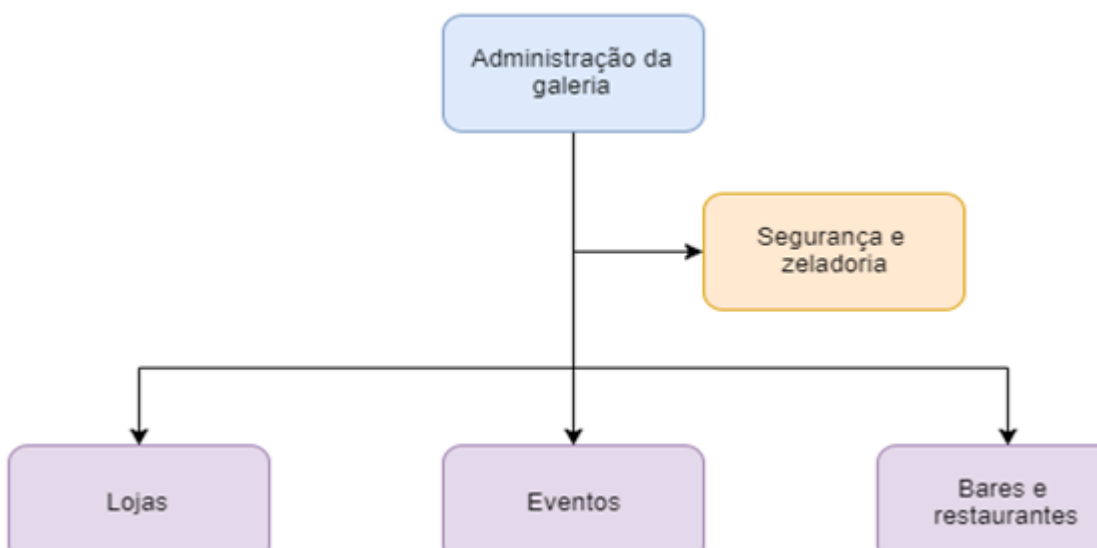 Administração da
galeria
Segurança e
zeladoria
Lojas
Eventos
Bares e
restaurantes